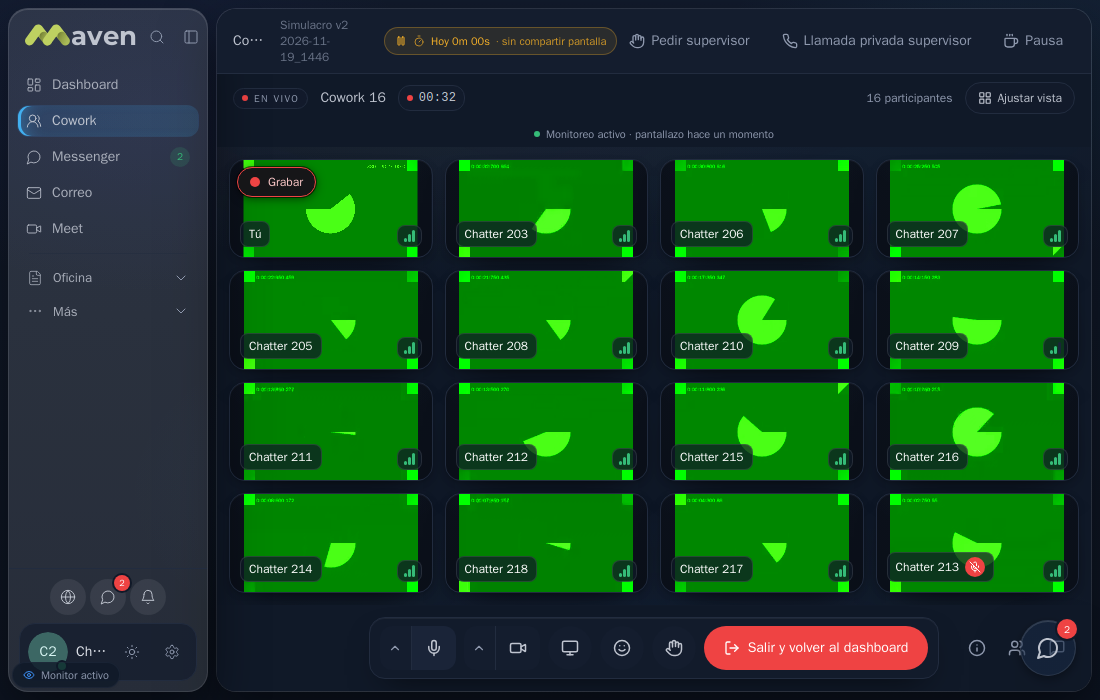 Maven
Dashboard
Cowork
Messenger 2
Correo
Meet
Oficina
Más
2
C2 Ch···
Monitor activo
Co···
Simulacro v2
2026-11-
19_1446
Hoy 0m 00s · sin compartir pantalla
Pedir supervisor
Llamada privada supervisor
Pausa
EN VIVO Cowork 16 00:32
16 participantes
Ajustar vista
Monitoreo activo · pantallazo hace un momento
Grabar
Tú
Chatter 203
Chatter 206
Chatter 207
Chatter 205
Chatter 208
Chatter 210
Chatter 209
Chatter 211
Chatter 212
Chatter 215
Chatter 216
Chatter 214
Chatter 218
Chatter 217
Chatter 213
Salir y volver al dashboard
2